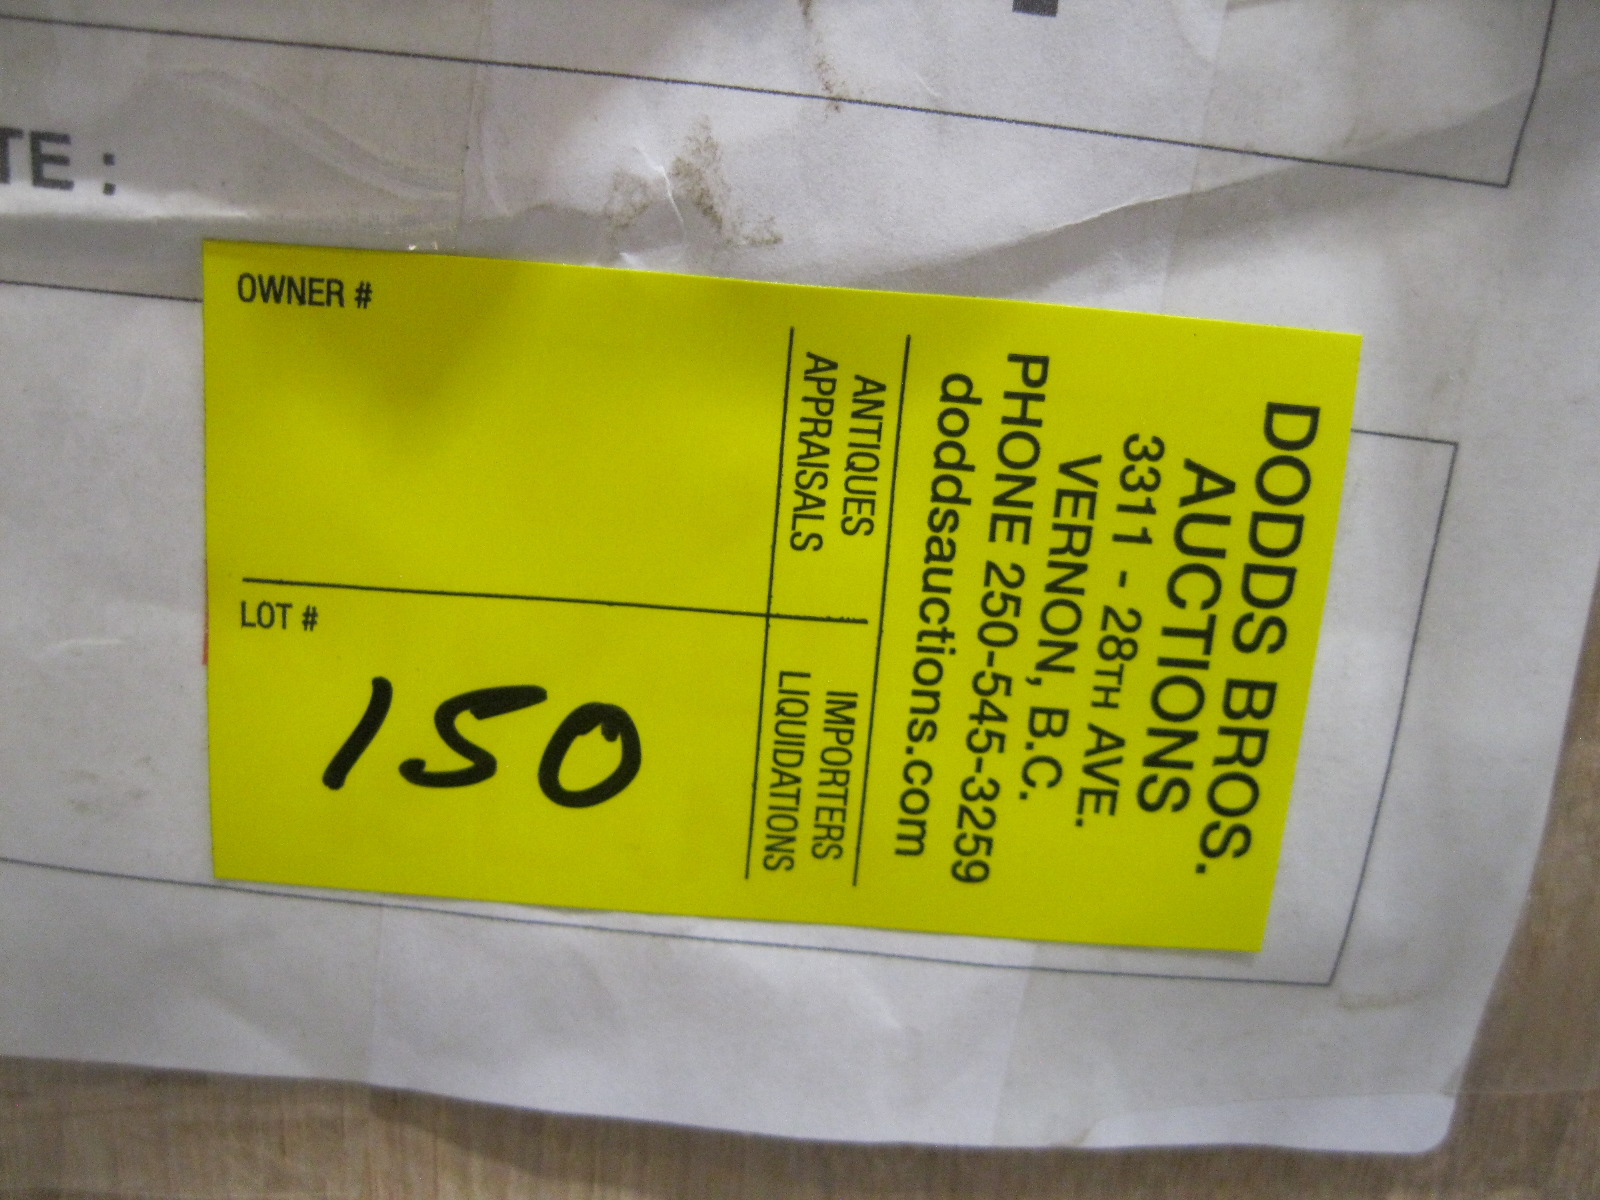 TE :
DODDS BROS.
AUCTIONS
3311 - 28TH AVE.
VERNON, B.C.
PHONE 250-545-3259
doddsauctions.com
ANTIQUES
APPRAISALS
IMPORTERS
LIQUIDATIONS
OWNER #
LOT #
150